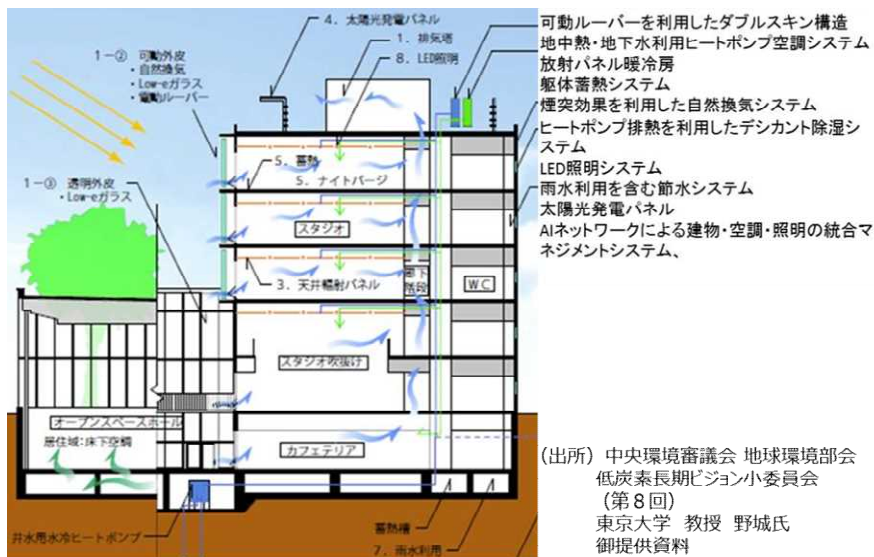 4. 太陽光発電パネル
1. 排気塔
8. LED照明
1-② 可動外皮
・自然換気
・Low-eガラス
・電動ルーバー
5. 蓄熱
5. ナイトパージ
1-③ 透明外皮
・Low-eガラス
スタジオ
3. 天井輻射パネル
廊下
階段
WC
スタジオ吹抜け
オープンスペースホール
居住域:床下空調
カフェテリア
井水用水冷ヒートポンプ
蓄熱槽
7. 雨水利用
可動ルーバーを利用したダブルスキン構造
地中熱・地下水利用ヒートポンプ空調システム
放射パネル暖冷房
躯体蓄熱システム
煙突効果を利用した自然換気システム
ヒートポンプ排熱を利用したデシカント除湿シ
ステム
LED照明システム
雨水利用を含む節水システム
太陽光発電パネル
AIネットワークによる建物・空調・照明の統合マ
ネジメントシステム、
(出所) 中央環境審議会 地球環境部会
低炭素長期ビジョン小委員会
(第8回)
東京大学 教授 野城氏
御提供資料